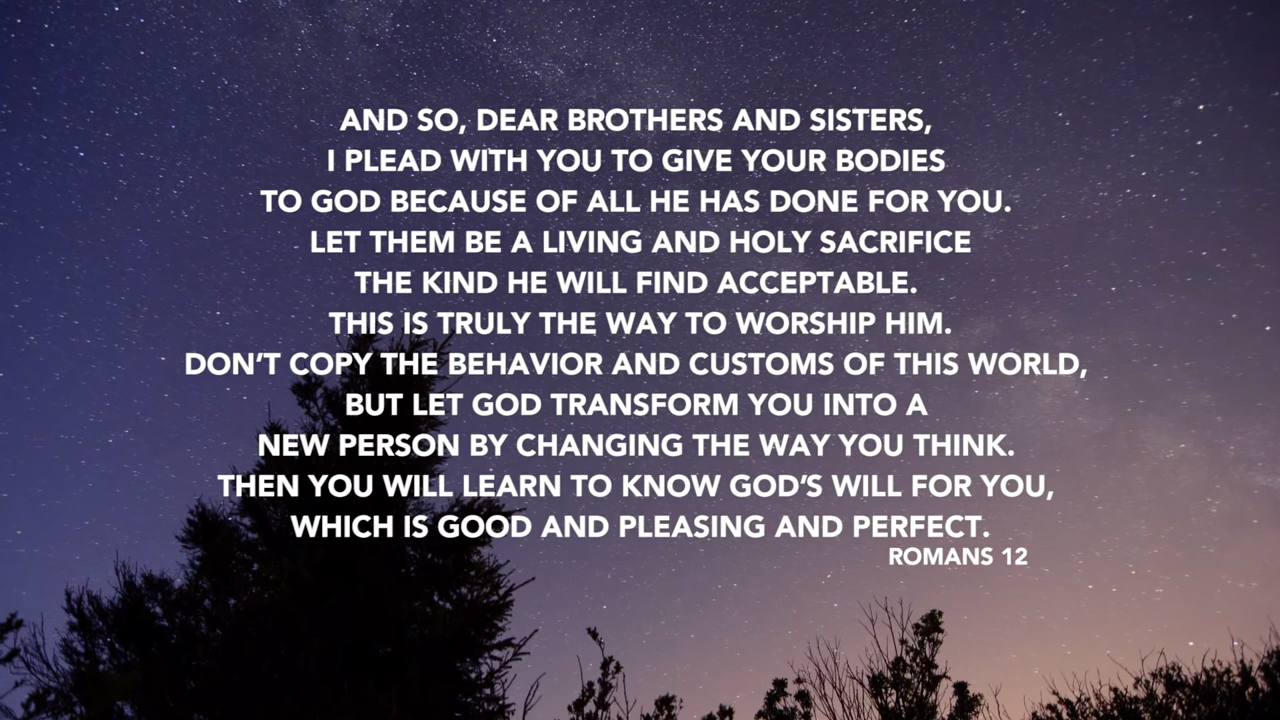 AND SO, DEAR BROTHERS AND SISTERS,
I PLEAD WITH YOU TO GIVE YOUR BODIES
TO GOD BECAUSE OF ALL HE HAS DONE FOR YOU.
LET THEM BE A LIVING AND HOLY SACRIFICE
THE KIND HE WILL FIND ACCEPTABLE.
THIS IS TRULY THE WAY TO WORSHIP HIM.
DON’T COPY THE BEHAVIOR AND CUSTOMS OF THIS WORLD,
BUT LET GOD TRANSFORM YOU INTO A
NEW PERSON BY CHANGING THE WAY YOU THINK.
THEN YOU WILL LEARN TO KNOW GOD’S WILL FOR YOU,
WHICH IS GOOD AND PLEASING AND PERFECT.
ROMANS 12